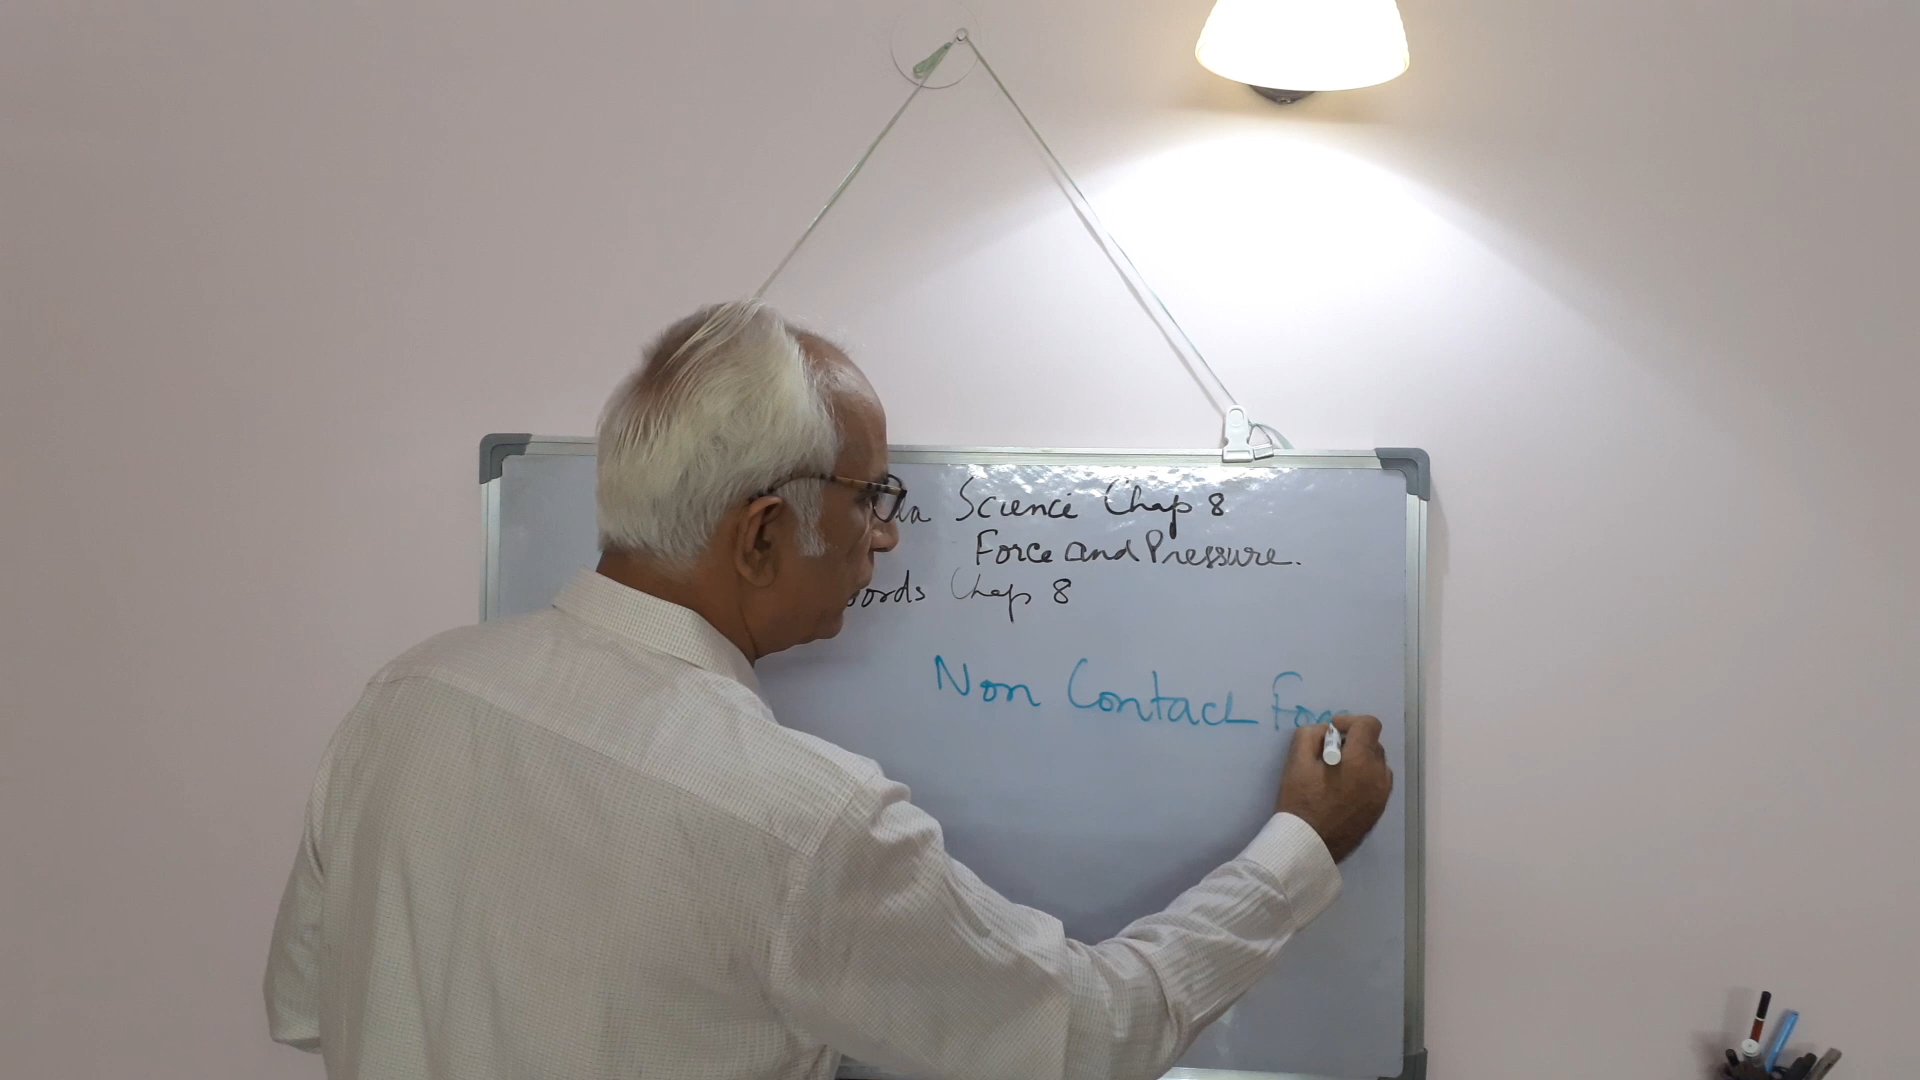 Science Chap 8
Force and Pressure.
Chap 8
Non Contact